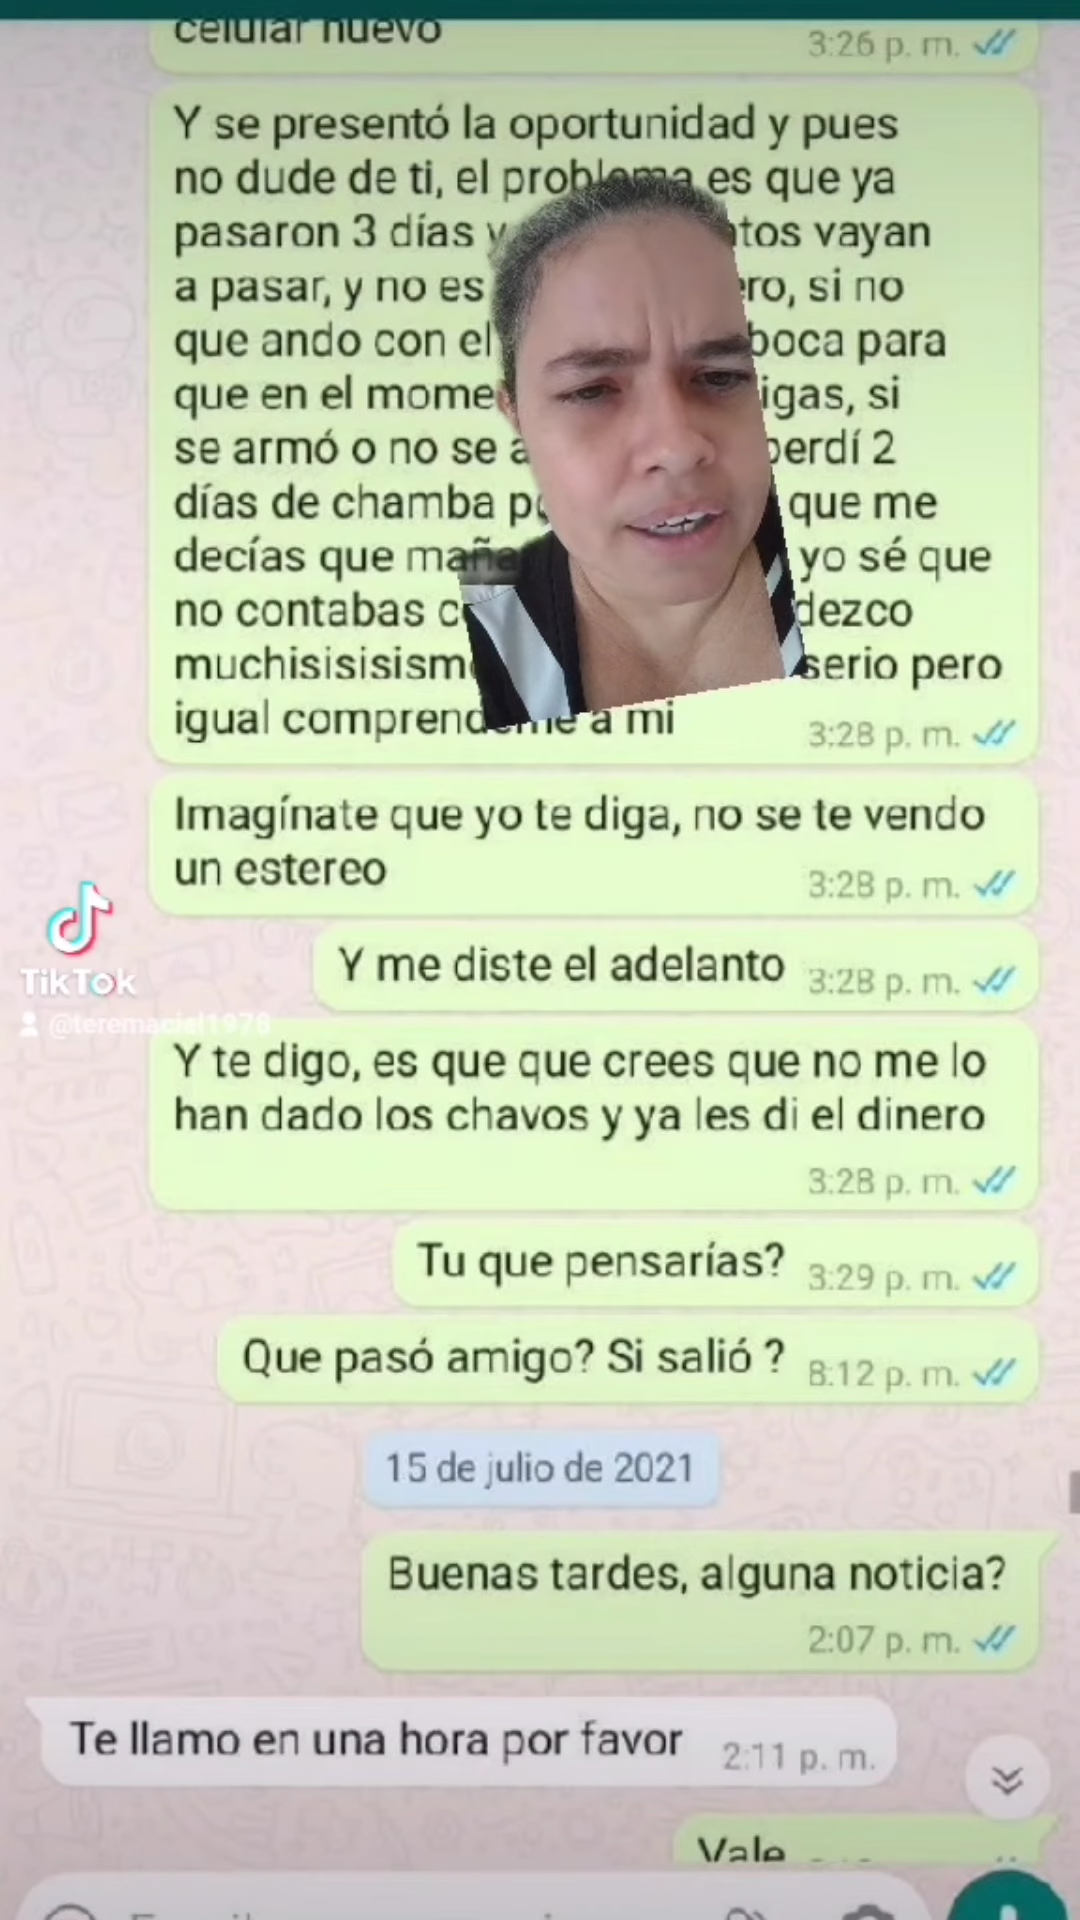 celular nuevo
3:26 p. m.
Y se presentó la oportunidad y pues
no dude de ti, el problema es que ya
pasaron 3 días y tos vayan
a pasar, y no es ero, si no
que ando con el boca para
que en el mome igas, si
se armó o no se a perdí 2
días de chamba po que me
decías que maña yo sé que
no contabas c dezco
muchisisisism serio pero
igual comprendeme a mi
3:28 p. m.
Imagínate que yo te diga, no se te vendo
un estereo
3:28 p. m.
Y me diste el adelanto 3:28 p. m.
TikTok
@teremaciel1978
Y te digo, es que que crees que no me lo
han dado los chavos y ya les di el dinero
3:28 p. m.
Tu que pensarías? 3:29 p. m.
Que pasó amigo? Si salió ? 8:12 p. m.
15 de julio de 2021
Buenas tardes, alguna noticia?
2:07 p. m.
Te llamo en una hora por favor 2:11 p. m.
Vale